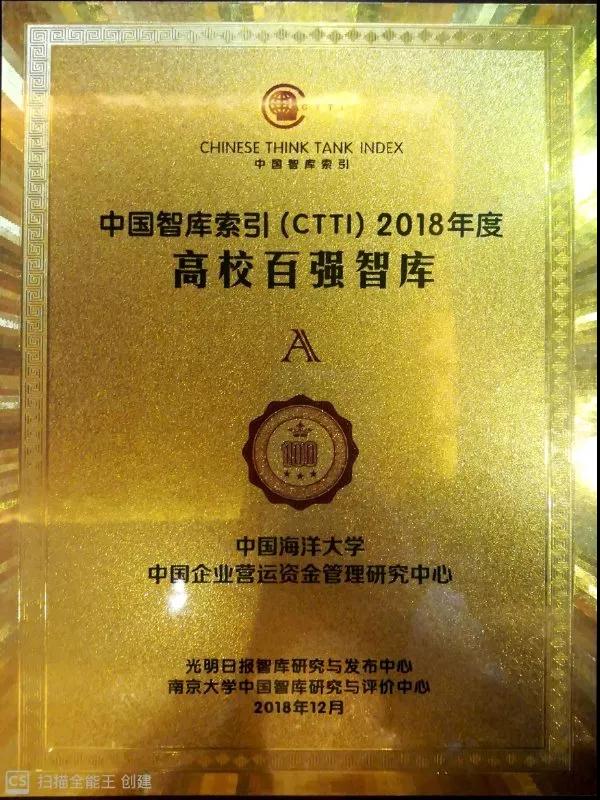 CTTI
CHINESE THINK TANK INDEX
中国智库索引
中国智库索引(CTTI)2018年度
高校百强智库
A
100
中国海洋大学
中国企业营运资金管理研究中心
光明日报智库研究与发布中心
南京大学中国智库研究与评价中心
2018年12月
CS 扫描全能王 创建